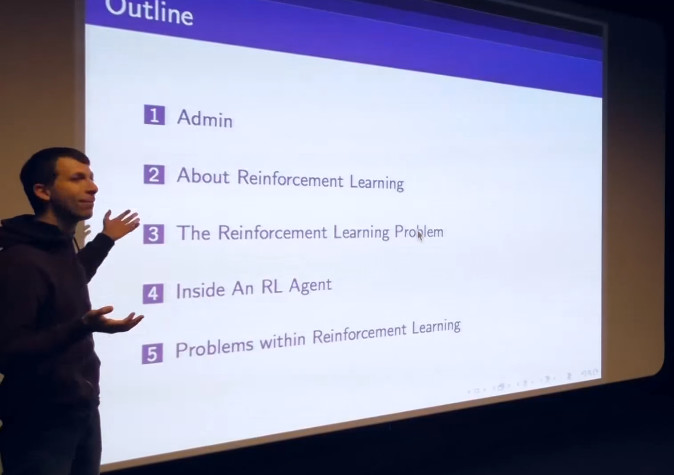 Outline
1 Admin
2 About Reinforcement Learning
3 The Reinforcement Learning Problem
4 Inside An RL Agent
5 Problems within Reinforcement Learning